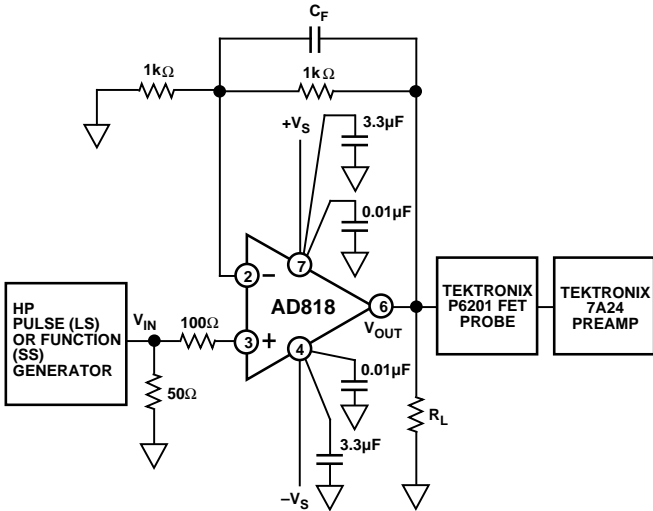 C_F
1kΩ
1kΩ
+V_S
3.3µF
0.01µF
7
2
−
AD818
6
3
+
4
HP
PULSE (LS)
OR FUNCTION
(SS)
GENERATOR
V_IN
100Ω
50Ω
V_OUT
TEKTRONIX
P6201 FET
PROBE
TEKTRONIX
7A24
PREAMP
0.01µF
3.3µF
−V_S
R_L